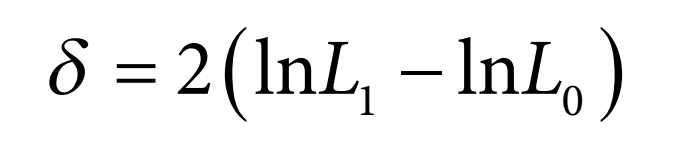 δ = 2(lnL₁ − lnL₀)